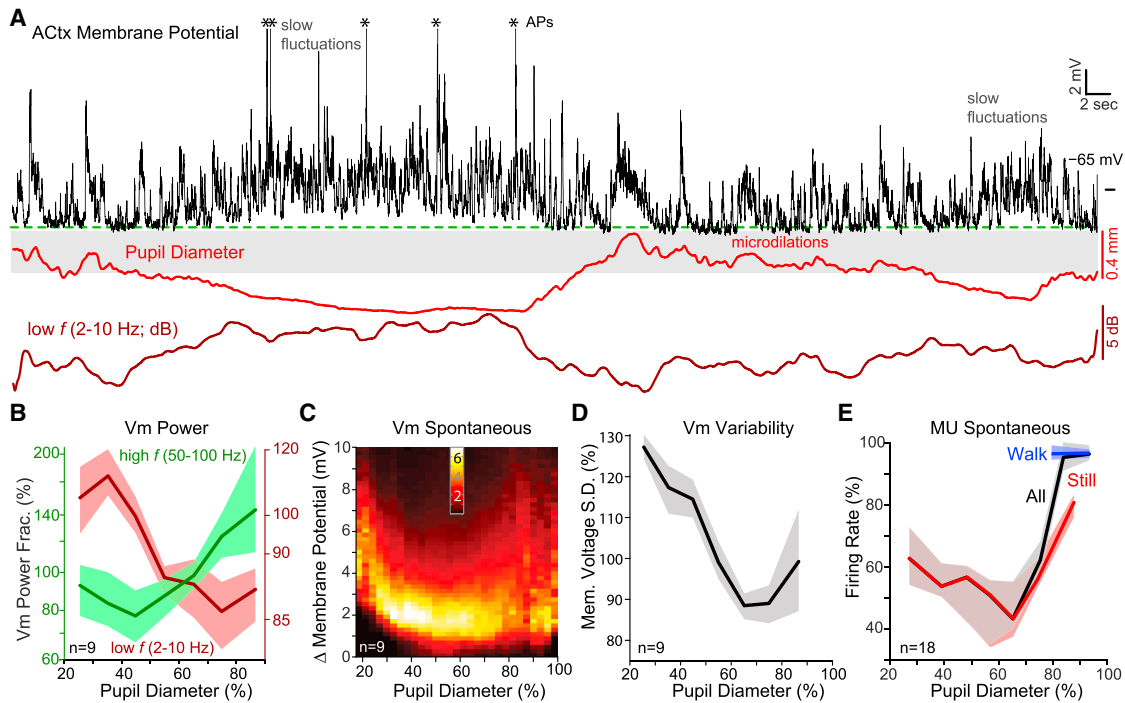 A
ACtx Membrane Potential
**
slow
fluctuations
*
*
*
APs
2 mV
2 sec
slow
fluctuations
−65 mV
Pupil Diameter
microdilations
0.4 mm
low f (2-10 Hz; dB)
5 dB
B
Vm Power
high f (50-100 Hz)
Vm Power Frac. (%)
200
140
100
80
60
120
100
90
85
n=9
low f (2-10 Hz)
20 40 60 80
Pupil Diameter (%)
C
Vm Spontaneous
Δ Membrane Potential (mV)
10
8
6
4
2
0
6
4
2
n=9
20 40 60 80 100
Pupil Diameter (%)
D
Vm Variability
Mem. Voltage S.D. (%)
130
120
110
100
90
80
n=9
20 40 60 80 100
Pupil Diameter (%)
E
MU Spontaneous
Firing Rate (%)
100
80
60
40
Walk
All
Still
n=18
20 40 60 80 100
Pupil Diameter (%)